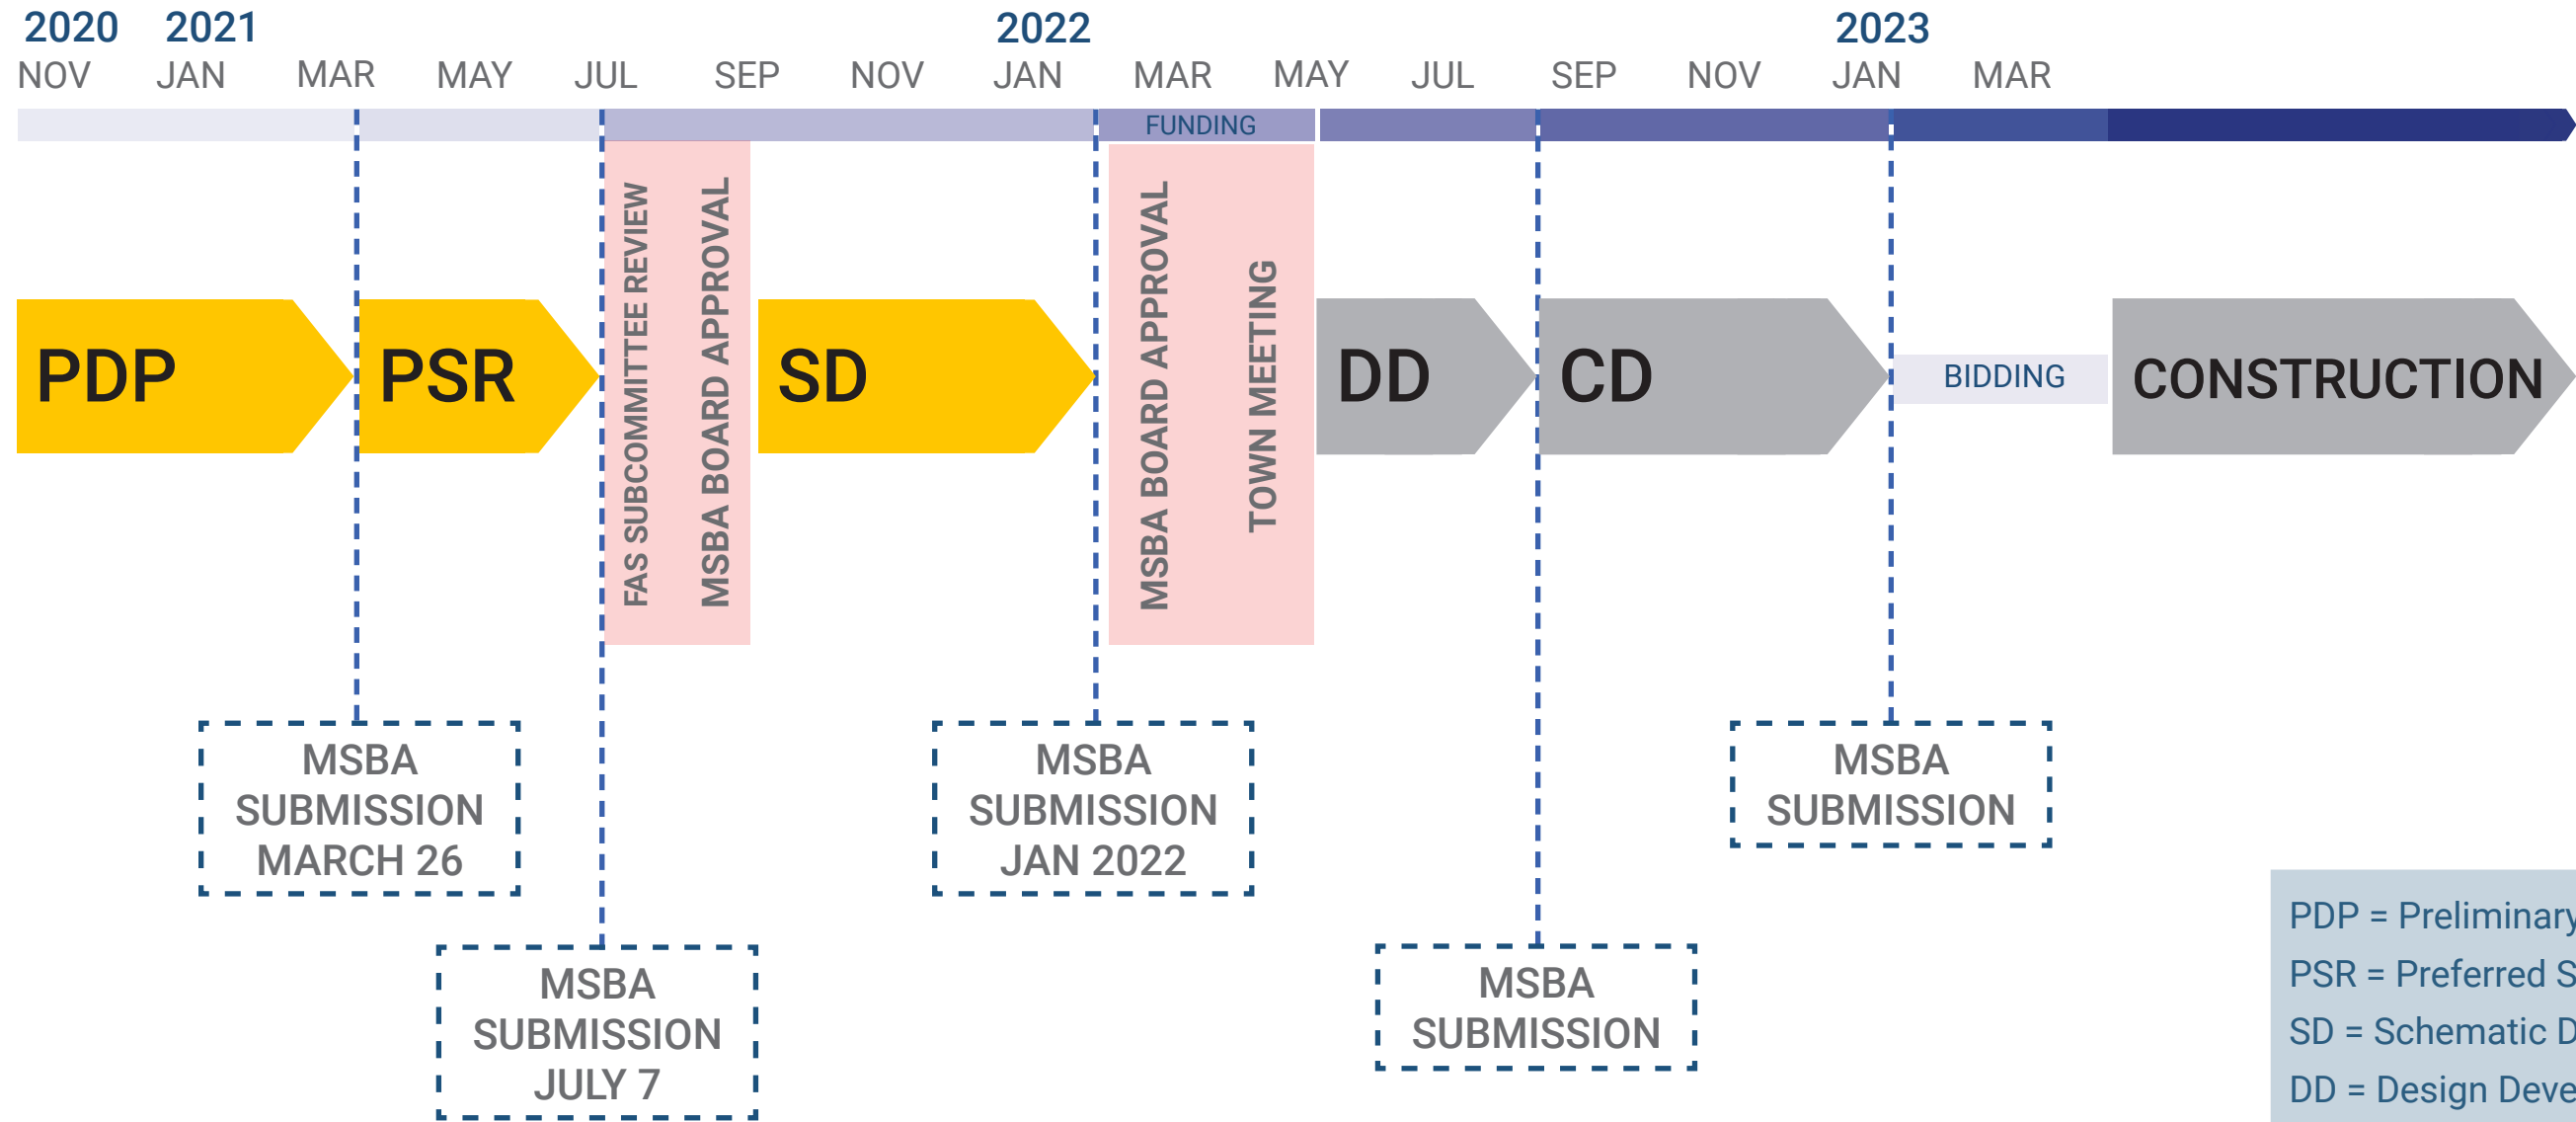 2020 2021 2022 2023
NOV JAN MAR MAY JUL SEP NOV JAN MAR MAY JUL SEP NOV JAN MAR
FUNDING
FAS SUBCOMMITTEE REVIEW
MSBA BOARD APPROVAL
MSBA BOARD APPROVAL
TOWN MEETING
PDP PSR SD DD CD BIDDING CONSTRUCTION
MSBA
SUBMISSION
MARCH 26
MSBA
SUBMISSION
JULY 7
MSBA
SUBMISSION
JAN 2022
MSBA
SUBMISSION
MSBA
SUBMISSION
PDP = Preliminary
PSR = Preferred S
SD = Schematic D
DD = Design Deve